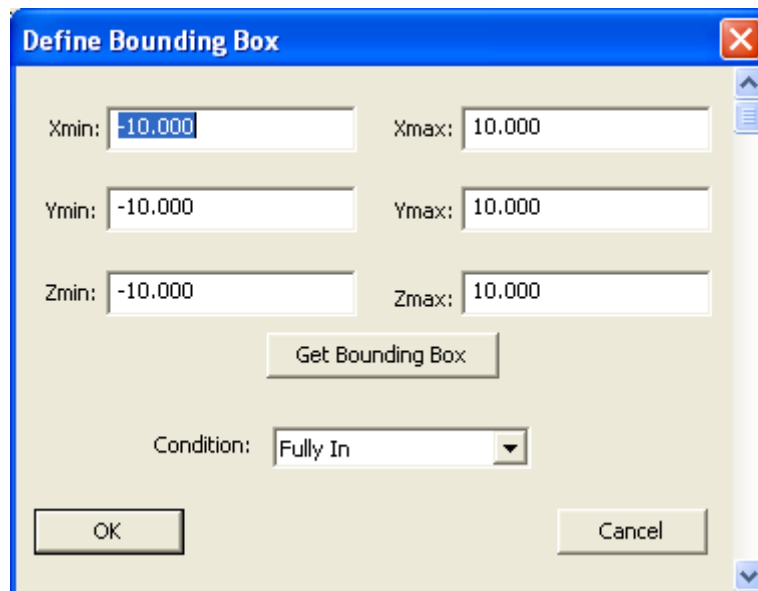 Define Bounding Box
Xmin: -10.000 Xmax: 10.000
Ymin: -10.000 Ymax: 10.000
Zmin: -10.000 Zmax: 10.000
Get Bounding Box
Condition: Fully In
OK Cancel